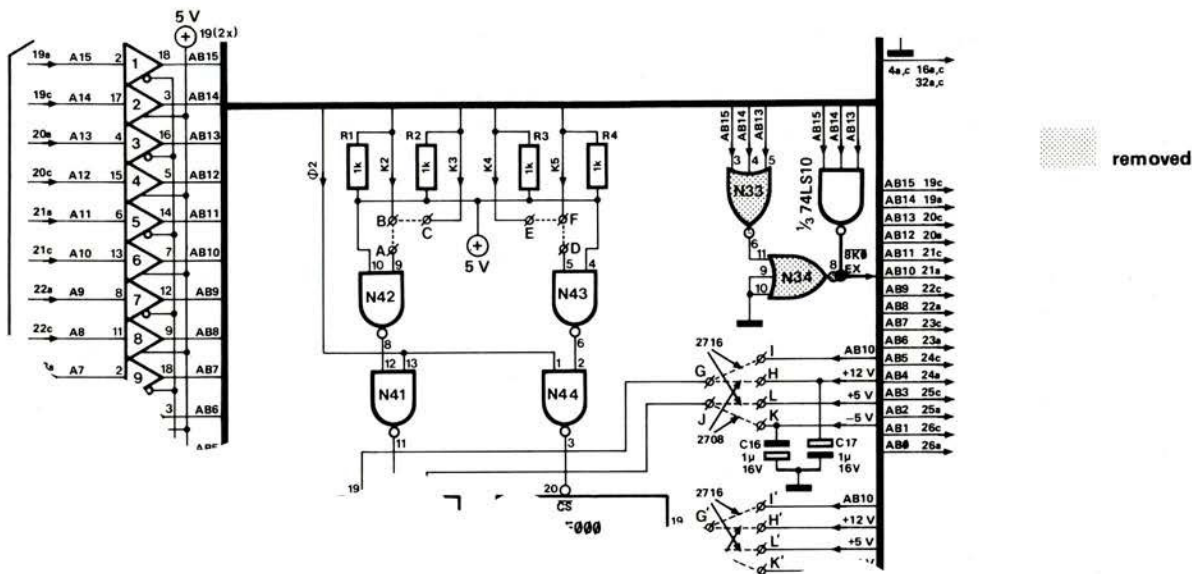 5 V
19(2x)
19a A15 2 1 18 AB15
19c A14 17 2 3 AB14
20a A13 4 3 16 AB13
20c A12 15 4 5 AB12
21a A11 6 5 14 AB11
21c A10 13 6 7 AB10
22a A9 8 7 12 AB9
22c A8 11 8 9 AB8
A7 2 9 18 AB7
3 AB6
Φ2
R1 1k K2 R2 1k K3 K4 R3 1k K5 R4 1k
B C E F
A D
5 V
10 9 5 4
N42 N43
8 6
12 13 1 2
N41 N44
11 3
19 20 19
CS
AB15 AB14 AB13
3 4 5
N33
6
AB15 AB14 AB13
⅓ 74LS10
11 9 10
N34
8
8KØ
EX
4a,c 16a,c
32a,c
removed
AB15 19c
AB14 19a
AB13 20c
AB12 20a
AB11 21c
AB10 21a
AB9 22c
AB8 22a
AB7 23c
AB6 23a
AB5 24c
AB4 24a
AB3 25c
AB2 25a
AB1 26c
ABØ 26a
2716 I AB10
G H +12 V
L +5 V
J K −5 V
2708
C16 1µ 16V
C17 1µ 16V
2716 I' AB10
G' H' +12 V
L' +5 V
K'